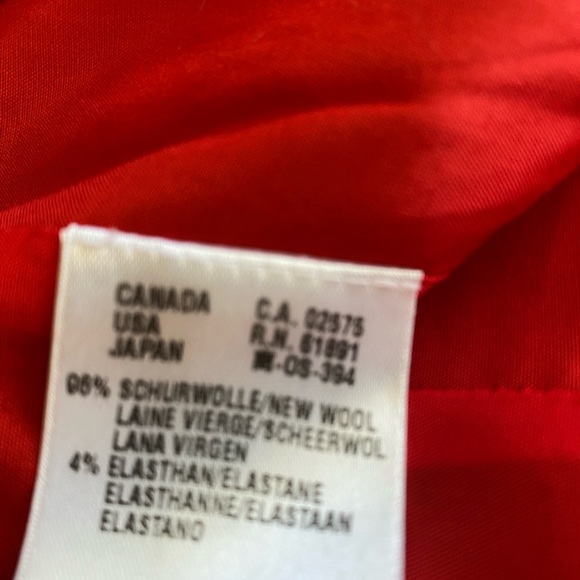 CANADA C.A. 02575
USA R.N. 61891
JAPAN -OS-394
96% SCHURWOLLE/NEW WOOL
LAINE VIERGE/SCHEERWOL
LANA VIRGEN
4% ELASTHAN/ELASTANE
ELASTHANNE/ELASTAAN
ELASTANO